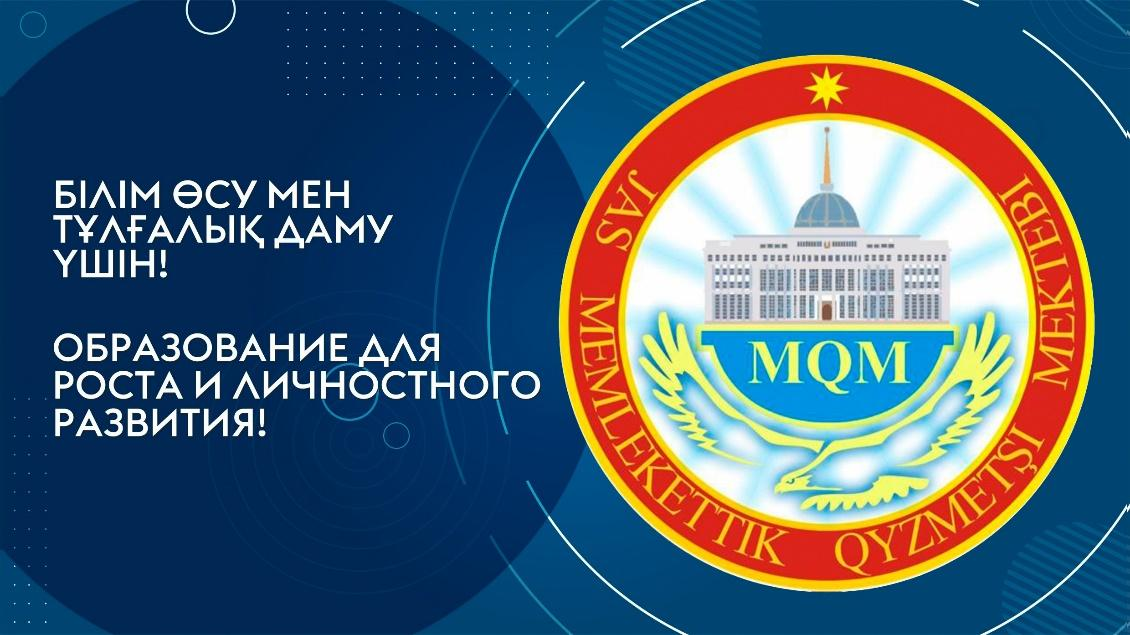 БІЛІМ ӨСУ МЕН
ТҰЛҒАЛЫҚ ДАМУ
ҮШІН!
ОБРАЗОВАНИЕ ДЛЯ
РОСТА И ЛИЧНОСТНОГО
РАЗВИТИЯ!
JAS MEMLEKETTIK QYZMETŞI MEKTEBI
MQM